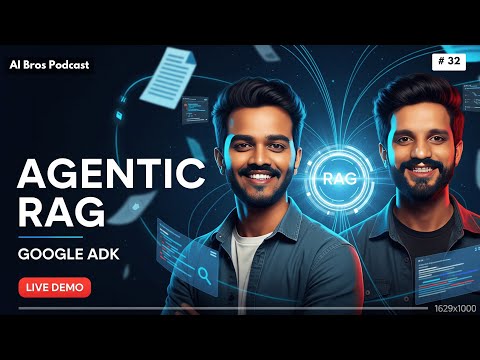 AI Bros Podcast
# 32
AGENTIC
RAG
RAG
GOOGLE ADK
LIVE DEMO
1629x1000